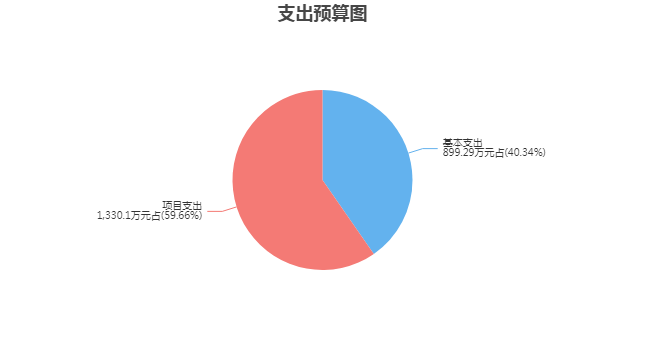 支出预算图
基本支出
899.29万元占(40.34%)
项目支出
1,330.1万元占(59.66%)